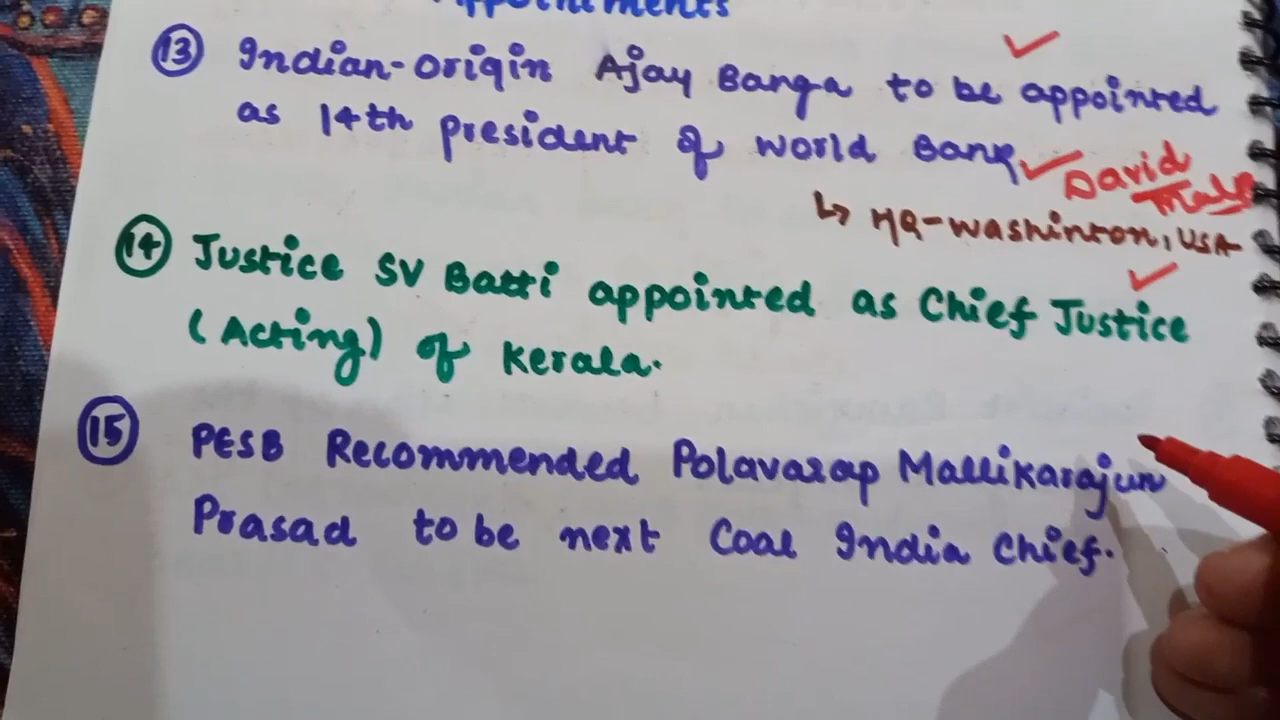 Appointments
13 Indian-origin Ajay Banga to be appointed
as 14th president of World Bank
David
HQ-Washinton, USA
14 Justice SV Batti appointed as Chief Justice
(Acting) of Kerala.
15 PESB Recommended Polavarap Mallikarajun
Prasad to be next Coal India Chief.